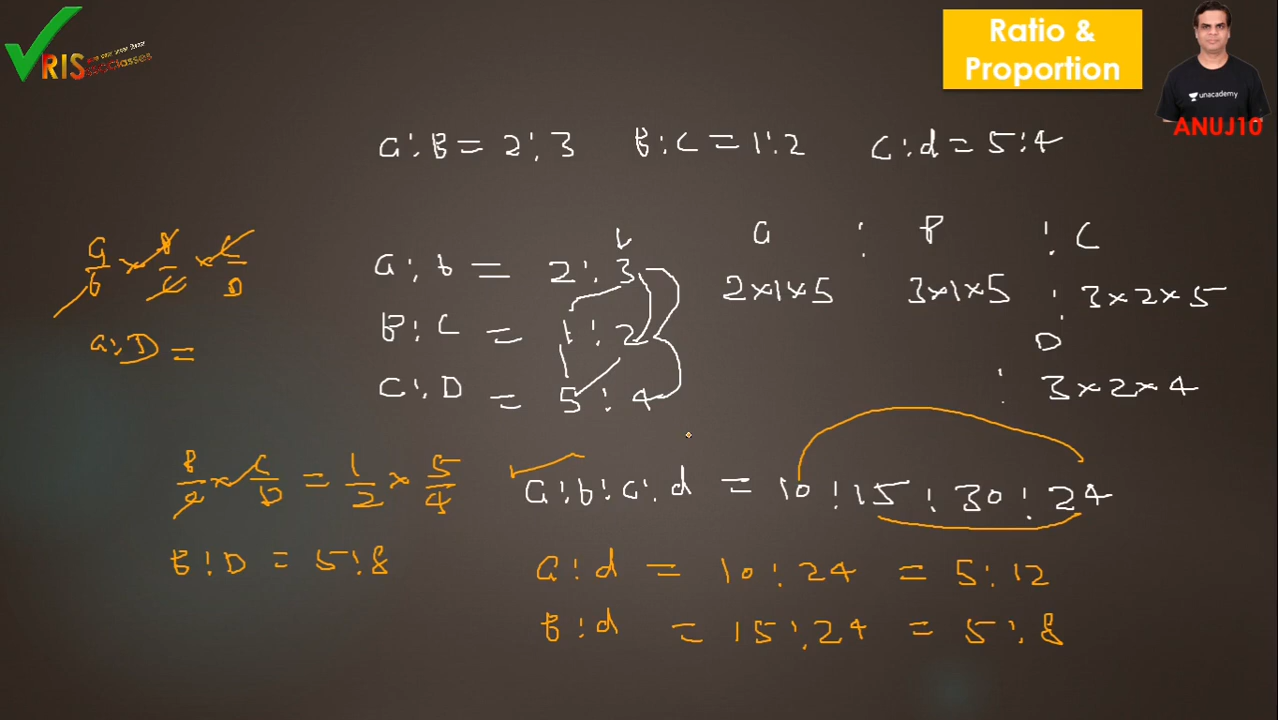 RIS
Ratio &
Proportion
unacademy
ANUJ10
a:B = 2:3 B:C = 1:2 C:d = 5:4
a : B : C
a:b = 2:3
2×1×5 3×1×5 : 3×2×5
B:C = 1:2
D
C:D = 5:4
: 3×2×4
a/b × B/C × C/D
a:D =
B/C × C/D = 1/2 × 5/4
B:D = 5:8
a:b:c:d = 10:15:30:24
a:d = 10:24 = 5:12
B:d = 15:24 = 5:8